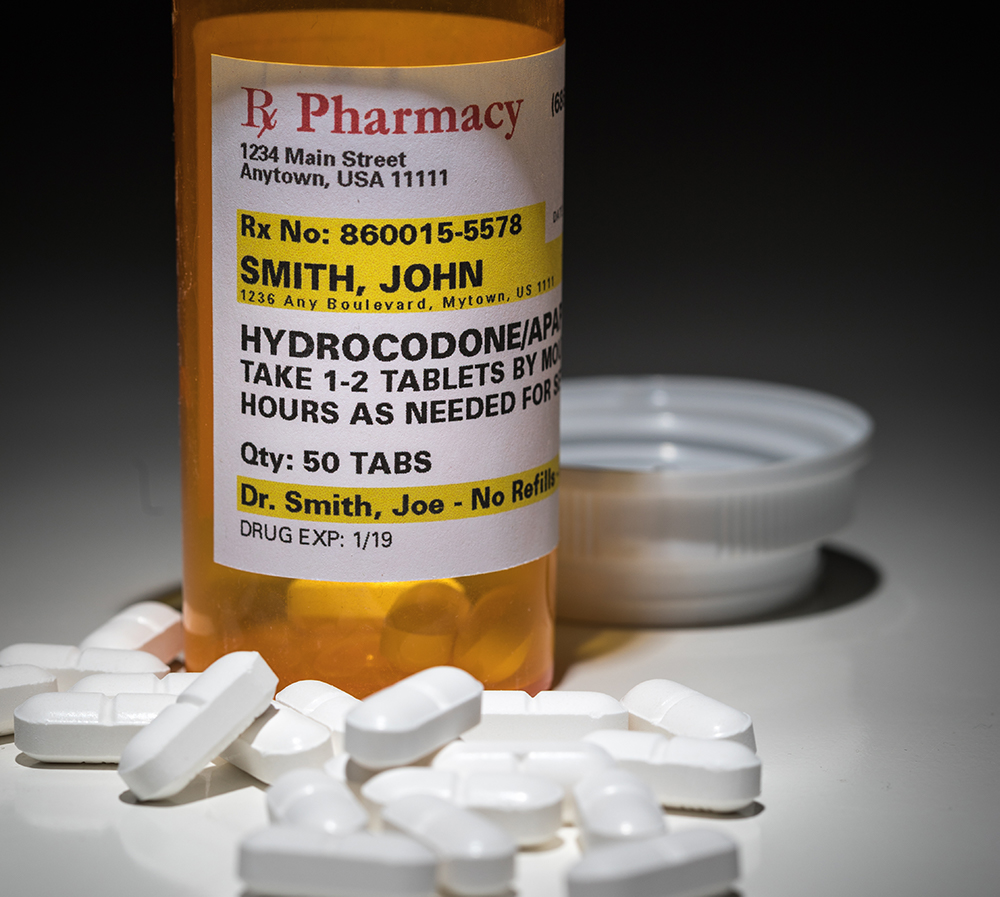 Rx Pharmacy
1234 Main Street
Anytown, USA 11111
Rx No: 860015-5578
SMITH, JOHN
1236 Any Boulevard, Mytown, US 1111
HYDROCODONE/APA
TAKE 1-2 TABLETS BY
HOURS AS NEEDED FOR
Qty: 50 TABS
Dr. Smith, Joe - No Refills
DRUG EXP: 1/19